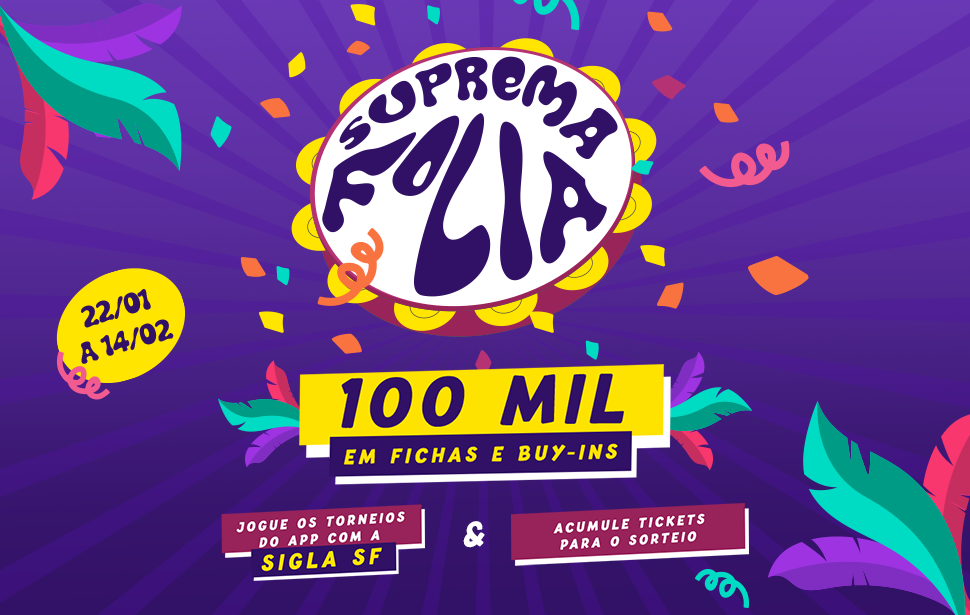 SUPREMA
FOLIA
22/01
A 14/02
100 MIL
EM FICHAS E BUY-INS
JOGUE OS TORNEIOS
DO APP COM A
SIGLA SF
&
ACUMULE TICKETS
PARA O SORTEIO